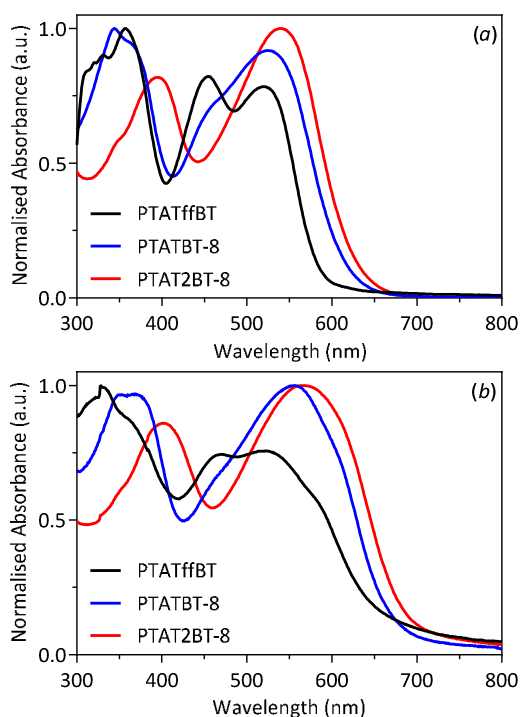 (a)
Normalised Absorbance (a.u.)
1.0
0.5
0.0
PTATffBT
PTATBT-8
PTAT2BT-8
300 400 500 600 700 800
Wavelength (nm)
(b)
Normalised Absorbance (a.u.)
1.0
0.5
0.0
PTATffBT
PTATBT-8
PTAT2BT-8
300 400 500 600 700 800
Wavelength (nm)